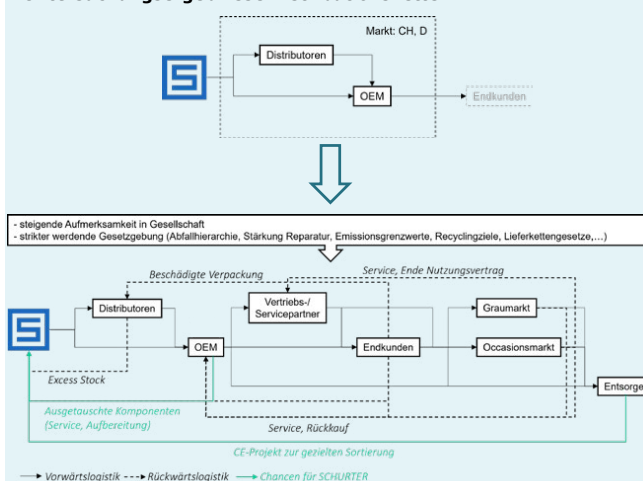 Markt: CH, D
Distributoren
OEM
Endkunden
- steigende Aufmerksamkeit in Gesellschaft
- strikter werdende Gesetzgebung (Abfallhierarchie, Stärkung Reparatur, Emissionsgrenzwerte, Recyclingziele, Lieferkettengesetze,...)
Beschädigte Verpackung
Service, Ende Nutzungsvertrag
Distributoren
Vertriebs-/
Servicepartner
Graumarkt
OEM
Endkunden
Occasionsmarkt
Excess Stock
Entsorge
Ausgetauschte Komponenten
(Service, Aufbereitung)
Service, Rückkauf
CE-Projekt zur gezielten Sortierung
Vorwärtslogistik
Rückwärtslogistik
Chancen für SCHURTER